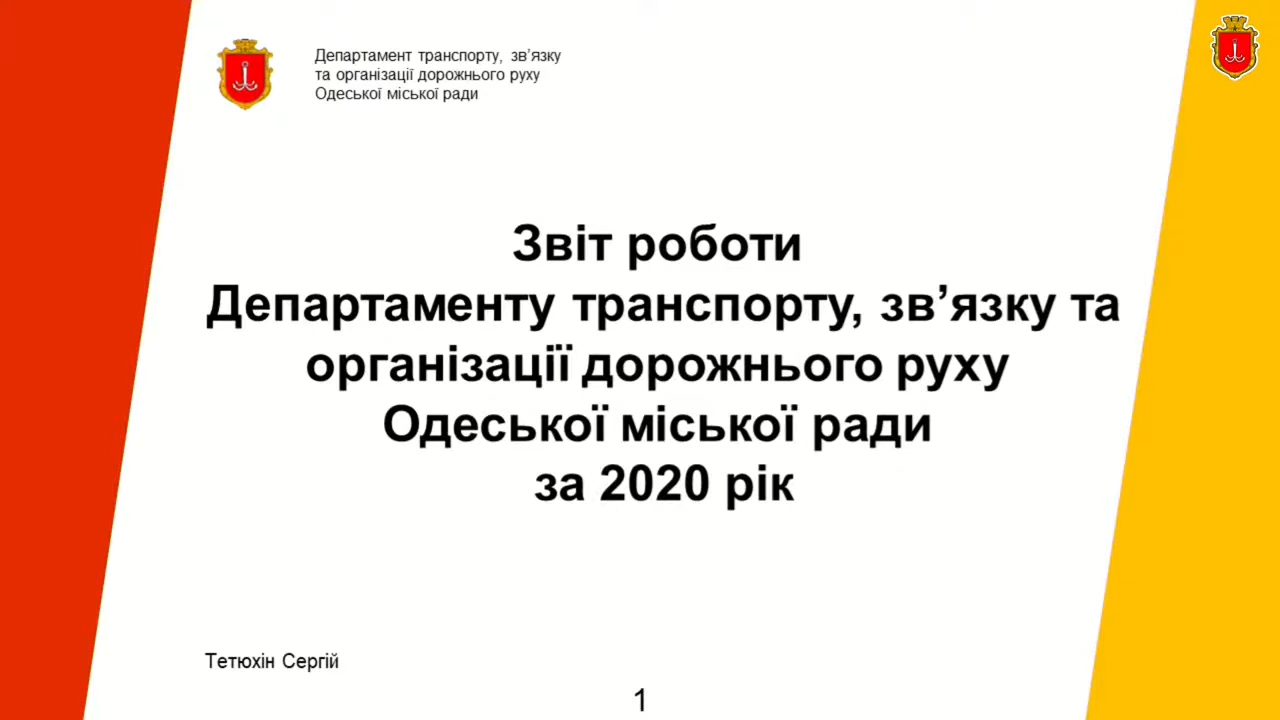 Департамент транспорту, зв’язку
та організації дорожнього руху
Одеської міської ради
Звіт роботи
Департаменту транспорту, зв’язку та
організації дорожнього руху
Одеської міської ради
за 2020 рік
Тетюхін Сергій
1